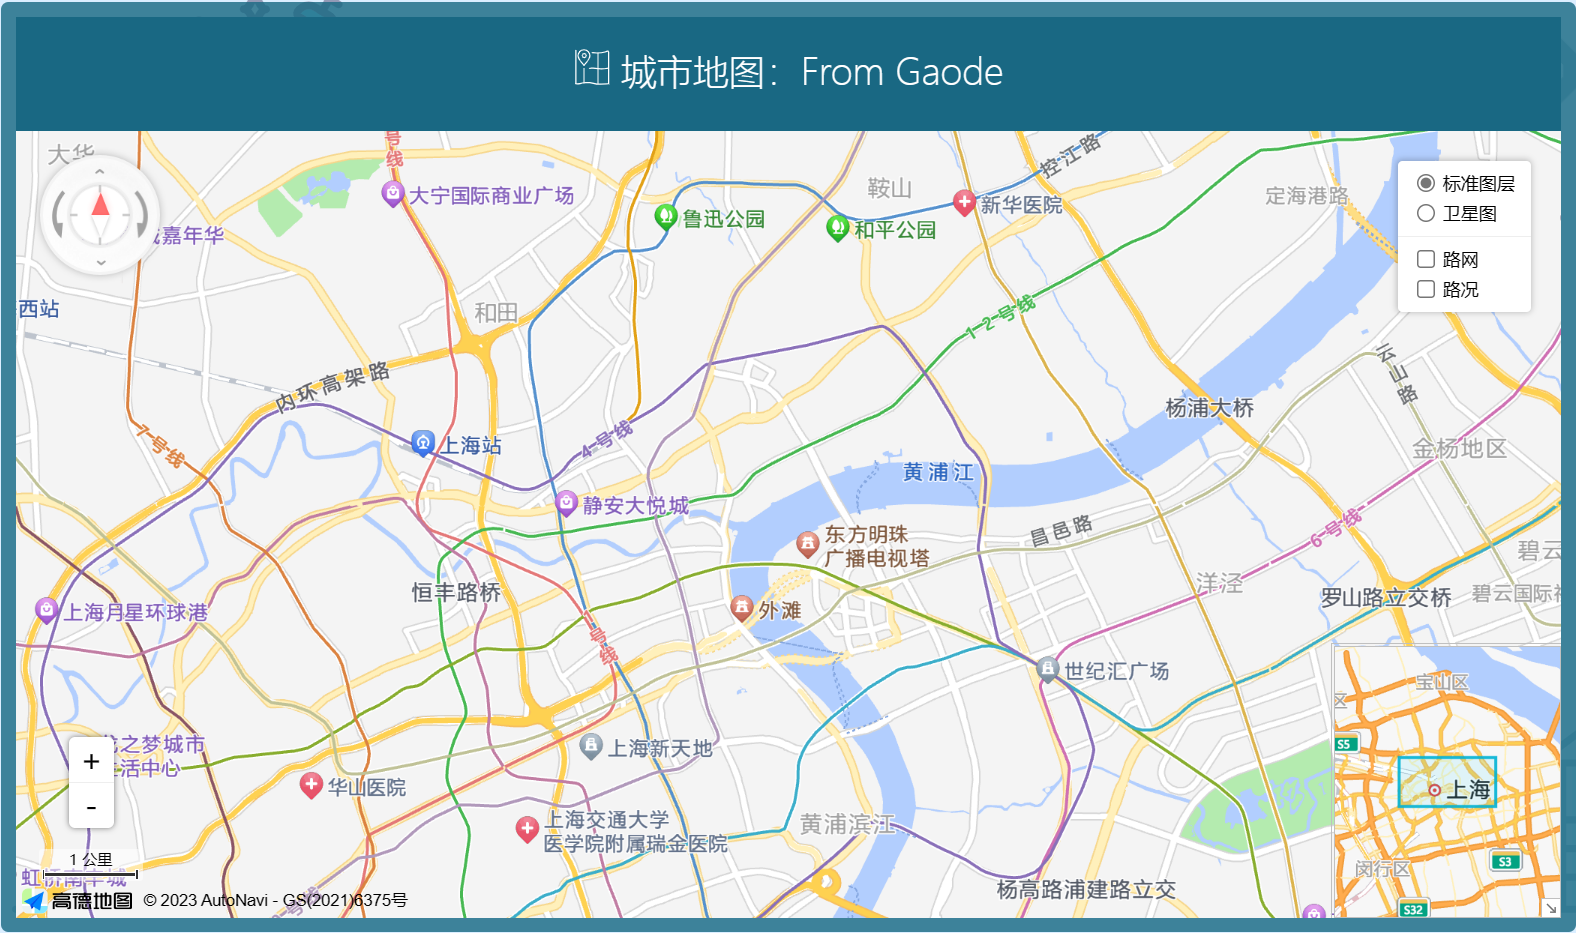 城市地图：From Gaode
大华
号线
大宁国际商业广场
嘉年华
鲁迅公园
和平公园
鞍山
新华医院
控江路
定海港路
标准图层
卫星图
路网
路况
西站
和田
1-2号线
内环高架路
云山路
杨浦大桥
金杨地区
7号线
上海站
4号线
黄浦江
静安大悦城
东方明珠
广播电视塔
昌邑路
6号线
碧云
洋泾
恒丰路桥
罗山路立交桥
碧云国际社
上海月星环球港
外滩
号线
世纪汇广场
龙之梦城市
生活中心
上海新天地
华山医院
上海交通大学
医学院附属瑞金医院
黄浦滨江
杨高路浦建路立交
+
-
1 公里
虹桥南丰城
号线
高德地图
© 2023 AutoNavi - GS(2021)6375号
宝山区
区
S5
上海
S3
闵行区
S32